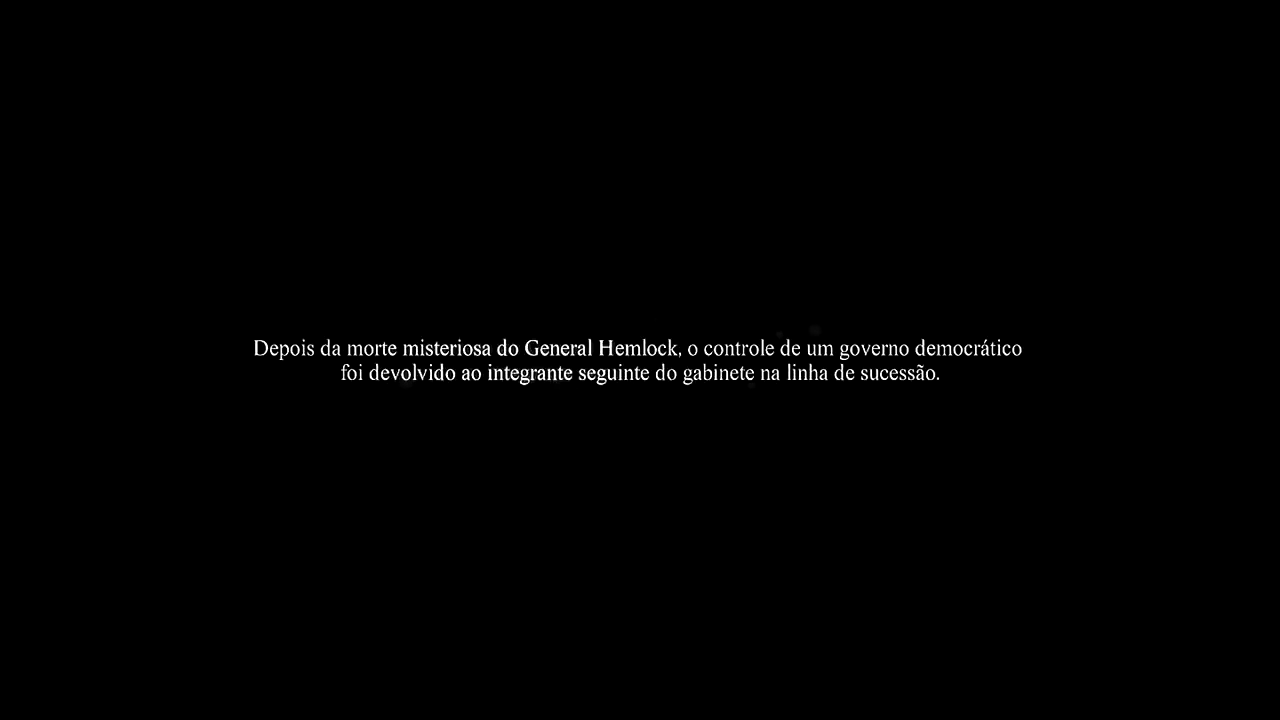 Depois da morte misteriosa do General Hemlock, o controle de um governo democrático
foi devolvido ao integrante seguinte do gabinete na linha de sucessão.